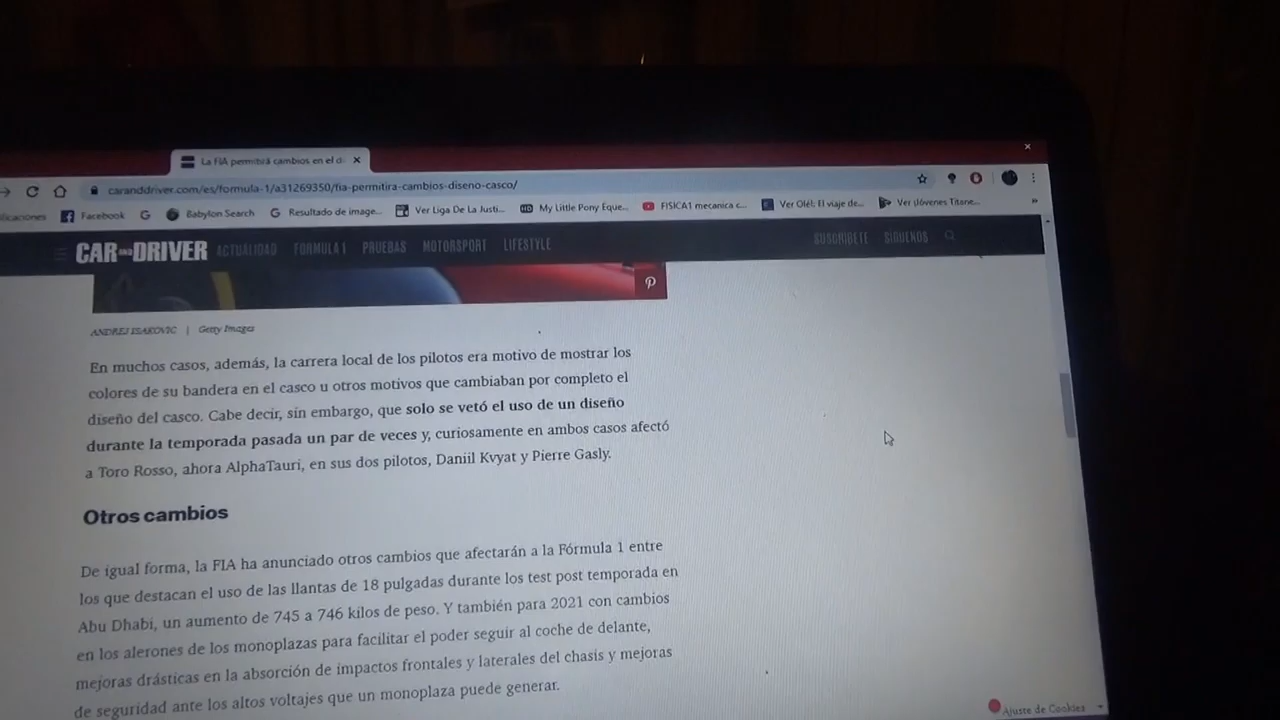 La FIA permitirá cambios en el d
caranddriver.com/es/formula-1/a31269350/fia-permitira-cambios-diseno-casco/
licaciones Facebook Babylon Search Resultado de image... Ver Liga De La Justi... My Little Pony Eque... FISICA1 mecanica c... Ver Olé!: El viaje de... Ver ¡Jóvenes Titane... »
CAR AND DRIVER ACTUALIDAD FORMULA 1 PRUEBAS MOTORSPORT LIFESTYLE SUSCRÍBETE SÍGUENOS
ANDREJ ISAKOVIC | Getty Images
En muchos casos, además, la carrera local de los pilotos era motivo de mostrar los
colores de su bandera en el casco u otros motivos que cambiaban por completo el
diseño del casco. Cabe decir, sin embargo, que solo se vetó el uso de un diseño
durante la temporada pasada un par de veces y, curiosamente en ambos casos afectó
a Toro Rosso, ahora AlphaTauri, en sus dos pilotos, Daniil Kvyat y Pierre Gasly.
Otros cambios
De igual forma, la FIA ha anunciado otros cambios que afectarán a la Fórmula 1 entre
los que destacan el uso de las llantas de 18 pulgadas durante los test post temporada en
Abu Dhabi, un aumento de 745 a 746 kilos de peso. Y también para 2021 con cambios
en los alerones de los monoplazas para facilitar el poder seguir al coche de delante,
mejoras drásticas en la absorción de impactos frontales y laterales del chasis y mejoras
de seguridad ante los altos voltajes que un monoplaza puede generar.
Ajuste de Cookies